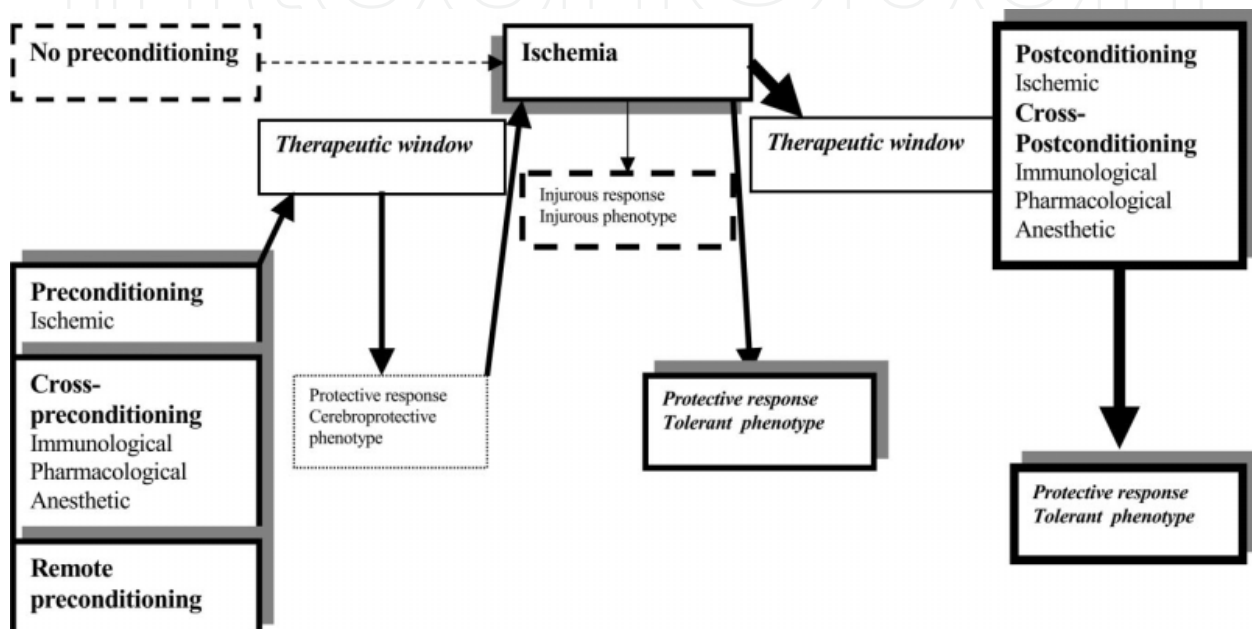 No preconditioning
Ischemia
Postconditioning
Ischemic
Cross-
Postconditioning
Immunological
Pharmacological
Anesthetic
Therapeutic window
Therapeutic window
Injurous response
Injurous phenotype
Preconditioning
Ischemic
Cross-
preconditioning
Immunological
Pharmacological
Anesthetic
Remote
preconditioning
Protective response
Cerebroprotective
phenotype
Protective response
Tolerant phenotype
Protective response
Tolerant phenotype